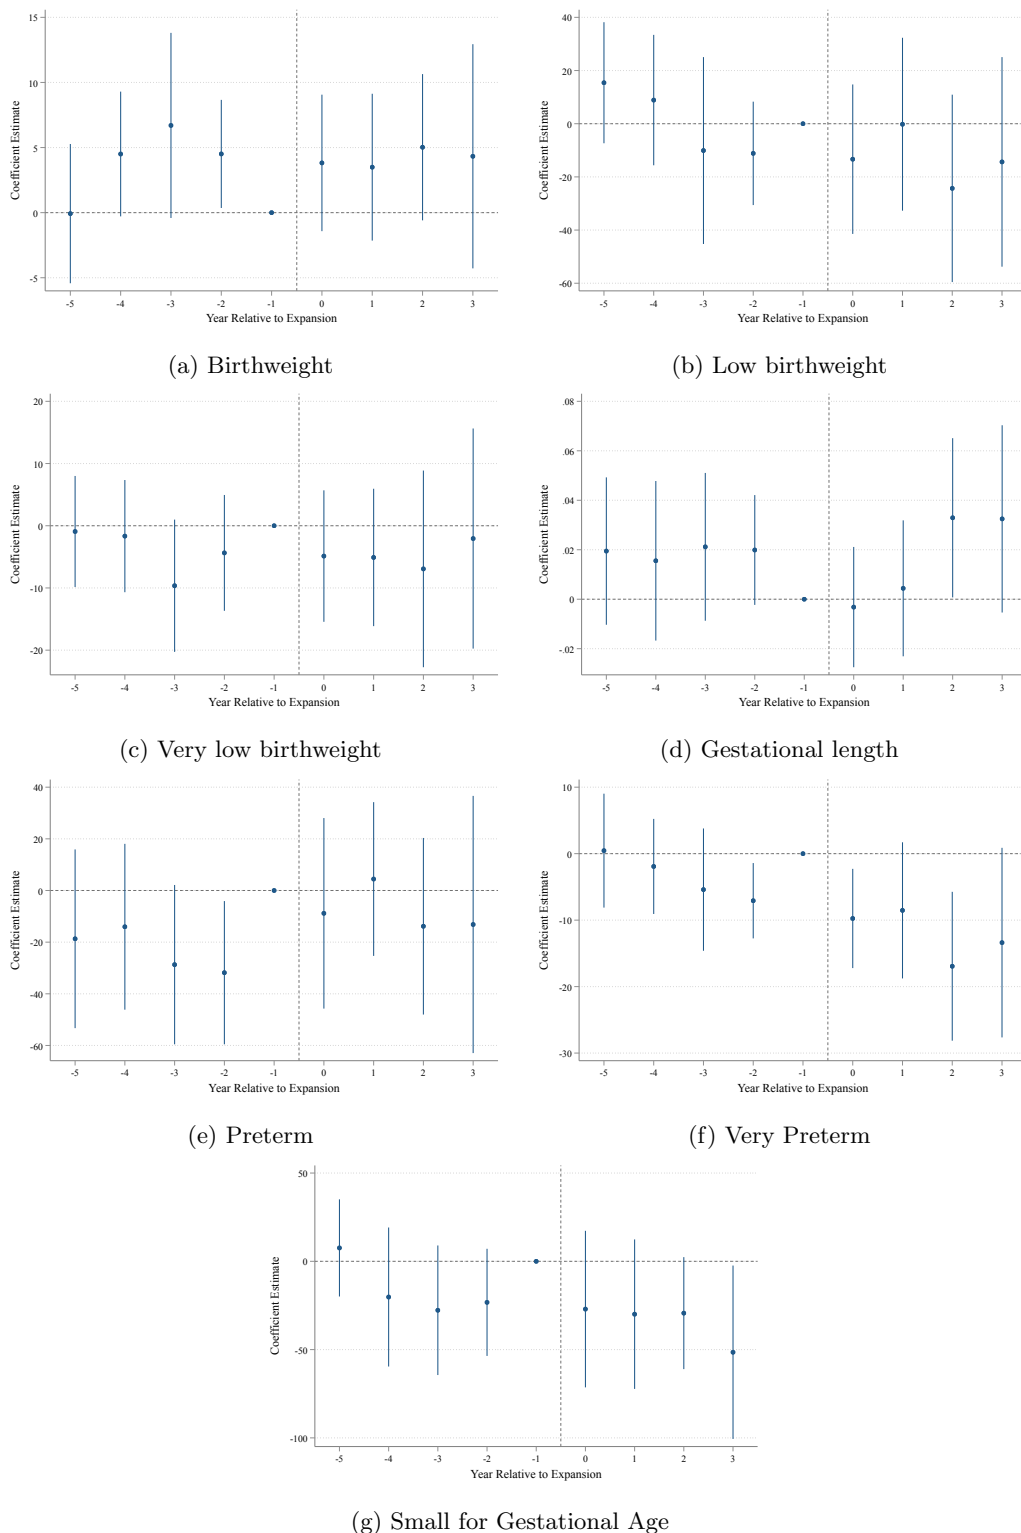 15
10
5
0
-5
Coefficient Estimate
-5 -4 -3 -2 -1 0 1 2 3
Year Relative to Expansion
(a) Birthweight
40
20
0
-20
-40
-60
Coefficient Estimate
-5 -4 -3 -2 -1 0 1 2 3
Year Relative to Expansion
(b) Low birthweight
20
10
0
-10
-20
Coefficient Estimate
-5 -4 -3 -2 -1 0 1 2 3
Year Relative to Expansion
(c) Very low birthweight
.08
.06
.04
.02
0
-.02
Coefficient Estimate
-5 -4 -3 -2 -1 0 1 2 3
Year Relative to Expansion
(d) Gestational length
40
20
0
-20
-40
-60
Coefficient Estimate
-5 -4 -3 -2 -1 0 1 2 3
Year Relative to Expansion
(e) Preterm
10
0
-10
-20
-30
Coefficient Estimate
-5 -4 -3 -2 -1 0 1 2 3
Year Relative to Expansion
(f) Very Preterm
50
0
-50
-100
Coefficient Estimate
-5 -4 -3 -2 -1 0 1 2 3
Year Relative to Expansion
(g) Small for Gestational Age